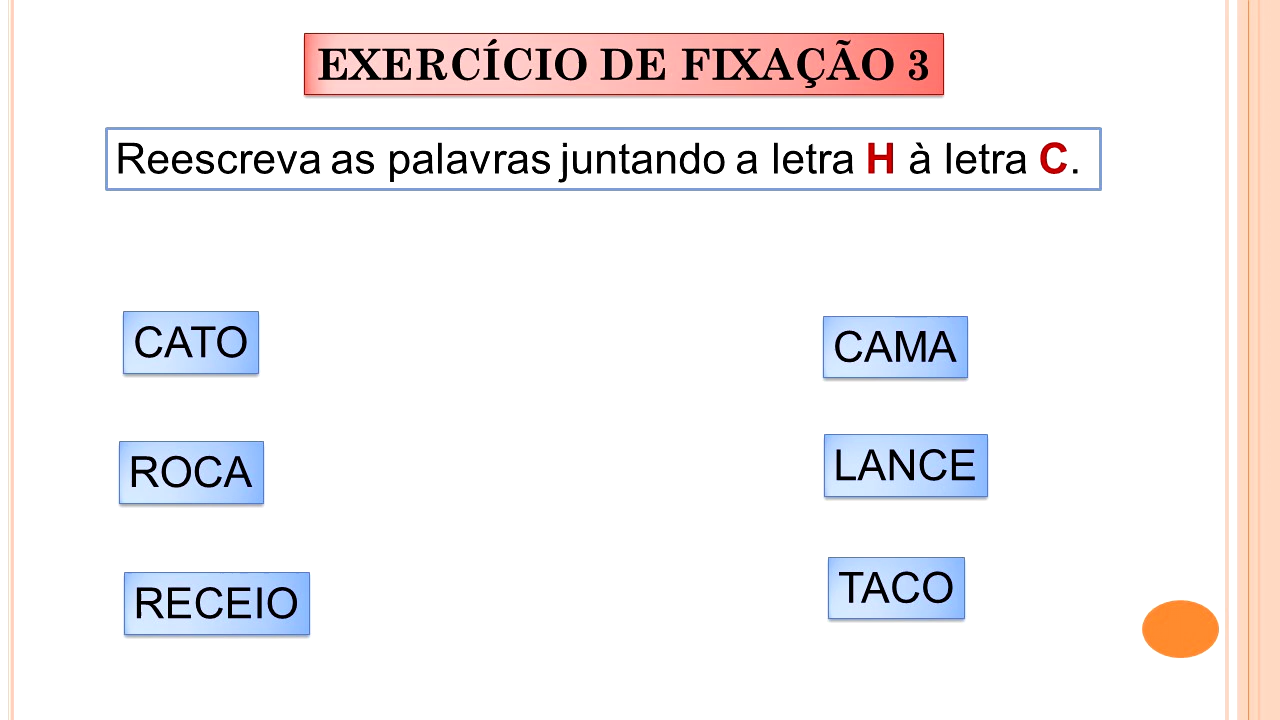 EXERCÍCIO DE FIXAÇÃO 3
Reescreva as palavras juntando a letra H à letra C.
CATO
CAMA
ROCA
LANCE
RECEIO
TACO